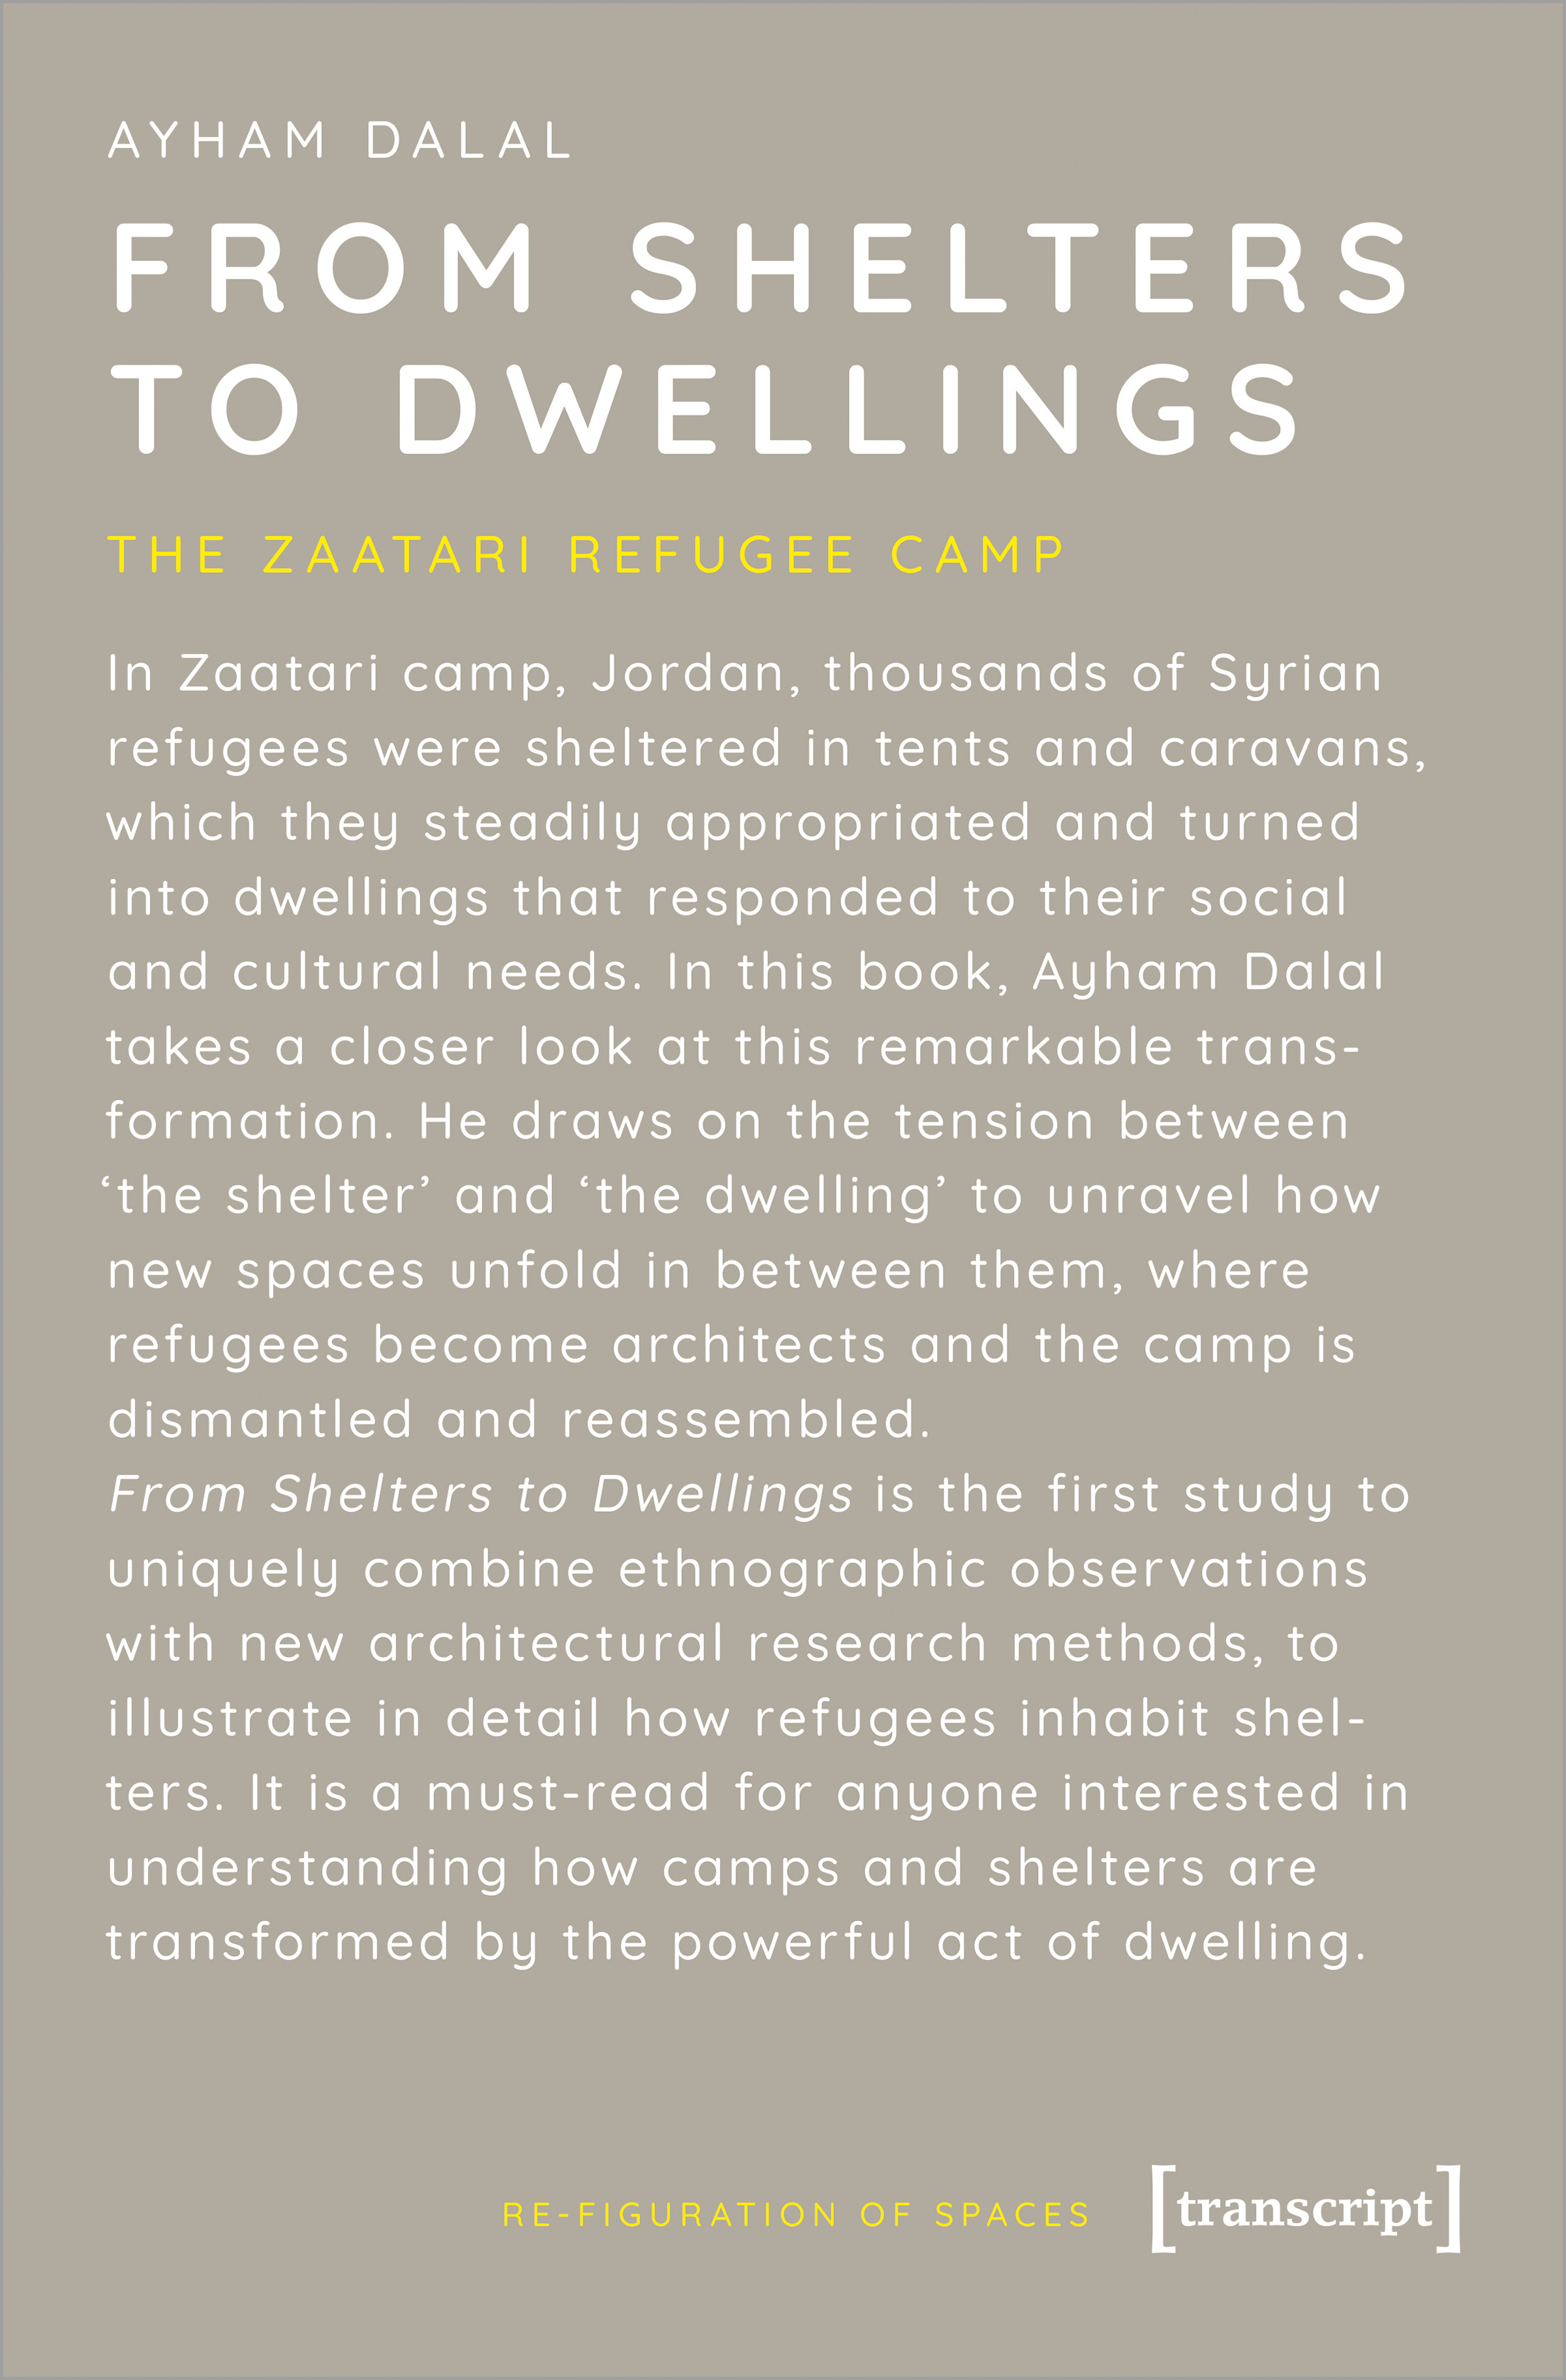 AYHAM DALAL
FROM SHELTERS
TO DWELLINGS
THE ZAATARI REFUGEE CAMP
In Zaatari camp, Jordan, thousands of Syrian
refugees were sheltered in tents and caravans,
which they steadily appropriated and turned
into dwellings that responded to their social
and cultural needs. In this book, Ayham Dalal
takes a closer look at this remarkable trans-
formation. He draws on the tension between
‘the shelter’ and ‘the dwelling’ to unravel how
new spaces unfold in between them, where
refugees become architects and the camp is
dismantled and reassembled.
From Shelters to Dwellings is the first study to
uniquely combine ethnographic observations
with new architectural research methods, to
illustrate in detail how refugees inhabit shel-
ters. It is a must-read for anyone interested in
understanding how camps and shelters are
transformed by the powerful act of dwelling.
RE-FIGURATION OF SPACES
[transcript]